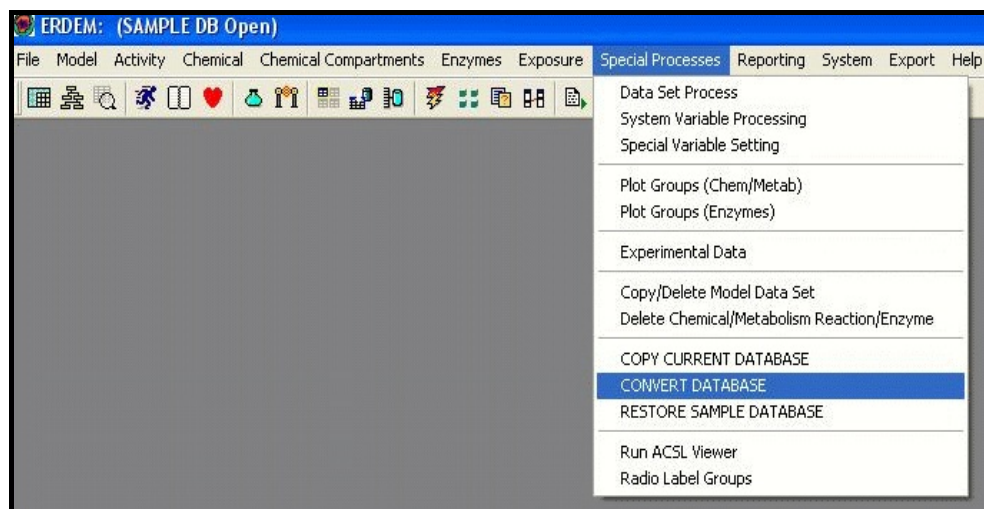 ERDEM: (SAMPLE DB Open)
File Model Activity Chemical Chemical Compartments Enzymes Exposure Special Processes Reporting System Export Help
Data Set Process
System Variable Processing
Special Variable Setting
Plot Groups (Chem/Metab)
Plot Groups (Enzymes)
Experimental Data
Copy/Delete Model Data Set
Delete Chemical/Metabolism Reaction/Enzyme
COPY CURRENT DATABASE
CONVERT DATABASE
RESTORE SAMPLE DATABASE
Run ACSL Viewer
Radio Label Groups